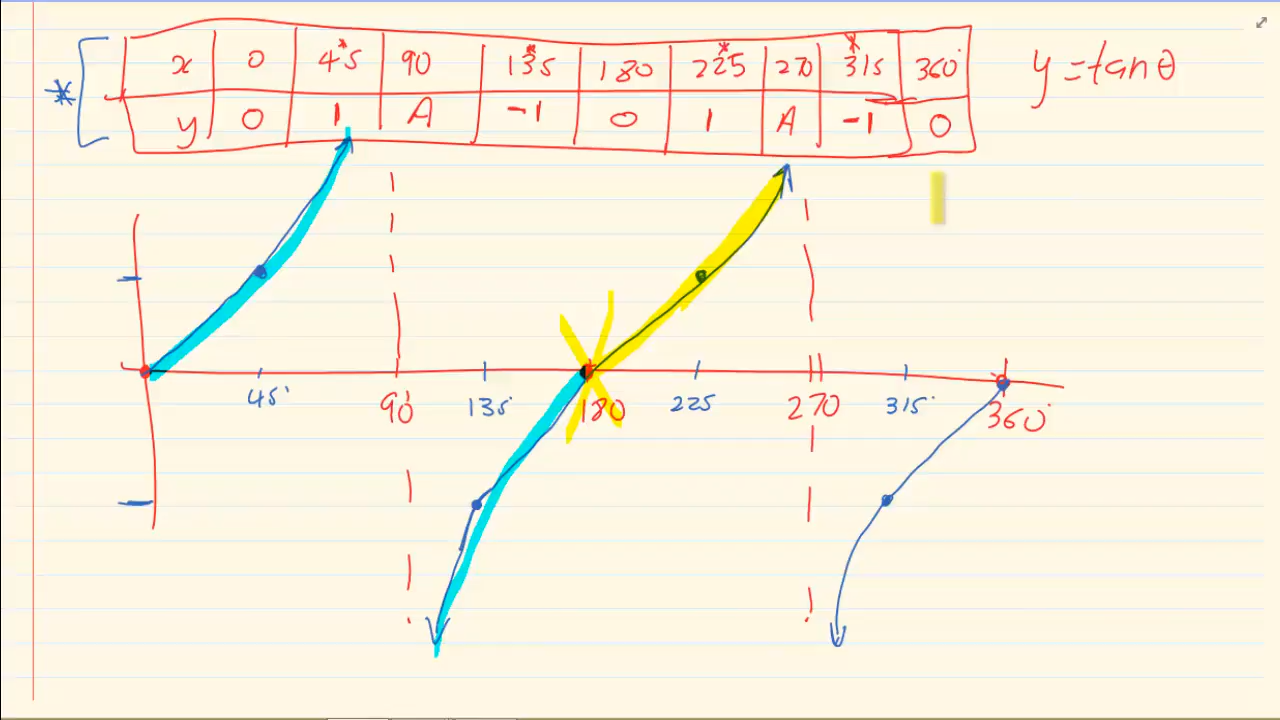 x 0 45 90 135 180 225 270 315 360°
y 0 1 A -1 0 1 A -1 0
y = tan θ
45° 90° 135° 180 225 270 315° 360°